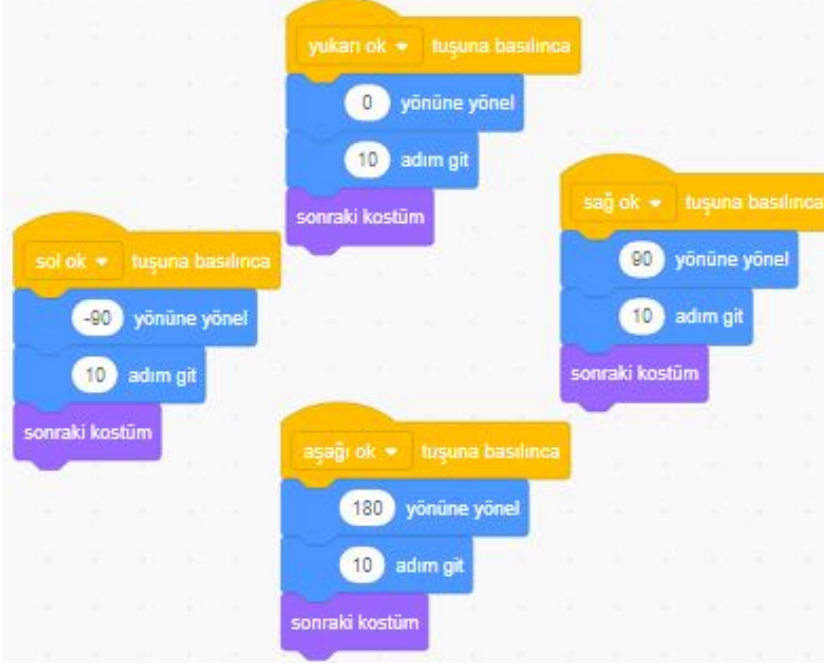 yukarı ok tuşuna basılınca
0 yönüne yönel
10 adım git
sonraki kostüm
sol ok tuşuna basılınca
-90 yönüne yönel
10 adım git
sonraki kostüm
sağ ok tuşuna basılınca
90 yönüne yönel
10 adım git
sonraki kostüm
aşağı ok tuşuna basılınca
180 yönüne yönel
10 adım git
sonraki kostüm